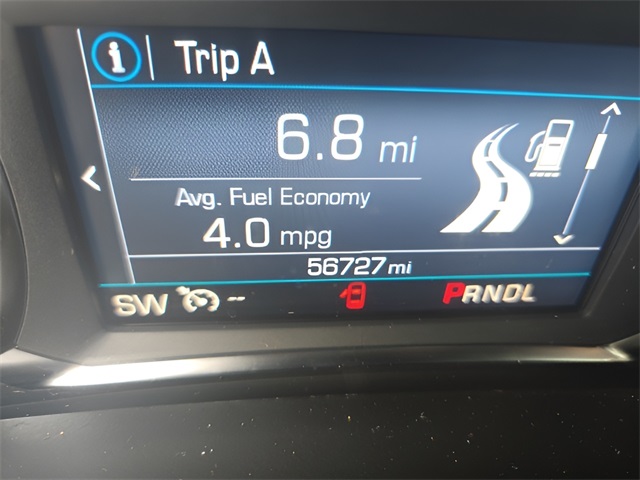 i | Trip A
6.8 mi
Avg. Fuel Economy
4.0 mpg
56727 mi
SW -- PRNDL